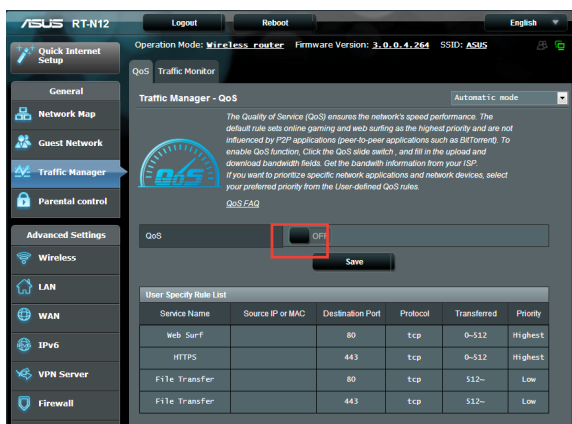 ASUS RT-N12 Logout Reboot English
Quick Internet Setup
Operation Mode: Wireless router Firmware Version: 3.0.0.4.264 SSID: ASUS
QoS Traffic Monitor
General
Network Map
Guest Network
Traffic Manager
Parental control
Advanced Settings
Wireless
LAN
WAN
IPv6
VPN Server
Firewall
Traffic Manager - QoS Automatic mode
QoS
The Quality of Service (QoS) ensures the network's speed performance. The
default rule sets online gaming and web surfing as the highest priority and are not
influenced by P2P applications (peer-to-peer applications such as BitTorrent). To
enable QoS function, Click the QoS slide switch , and fill in the upload and
download bandwidth fields. Get the bandwith information from your ISP.
If you want to prioritize specific network applications and network devices, select
your preferred priority from the User-defined QoS rules.
QoS FAQ
QoS OFF
Save
User Specify Rule List
Service Name Source IP or MAC Destination Port Protocol Transferred Priority
Web Surf 80 tcp 0~512 Highest
HTTPS 443 tcp 0~512 Highest
File Transfer 80 tcp 512~ Low
File Transfer 443 tcp 512~ Low